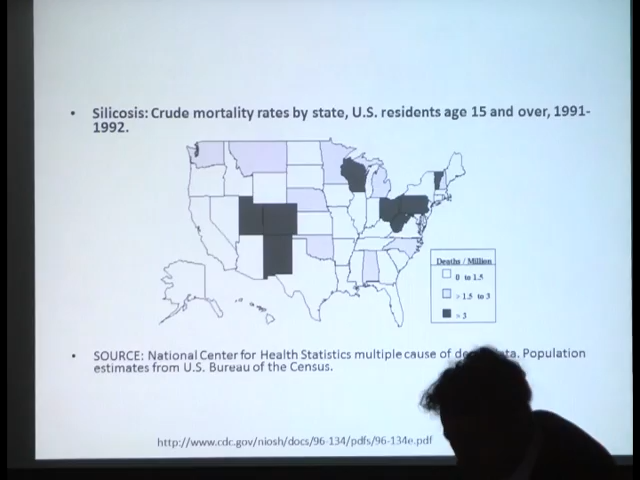 • Silicosis: Crude mortality rates by state, U.S. residents age 15 and over, 1991-
1992.
Deaths / Million
0 to 1.5
> 1.5 to 3
> 3
• SOURCE: National Center for Health Statistics multiple cause of Population
estimates from U.S. Bureau of the Census.
http://www.cdc.gov/niosh/docs/96-134/pdfs/96-134e.pdf